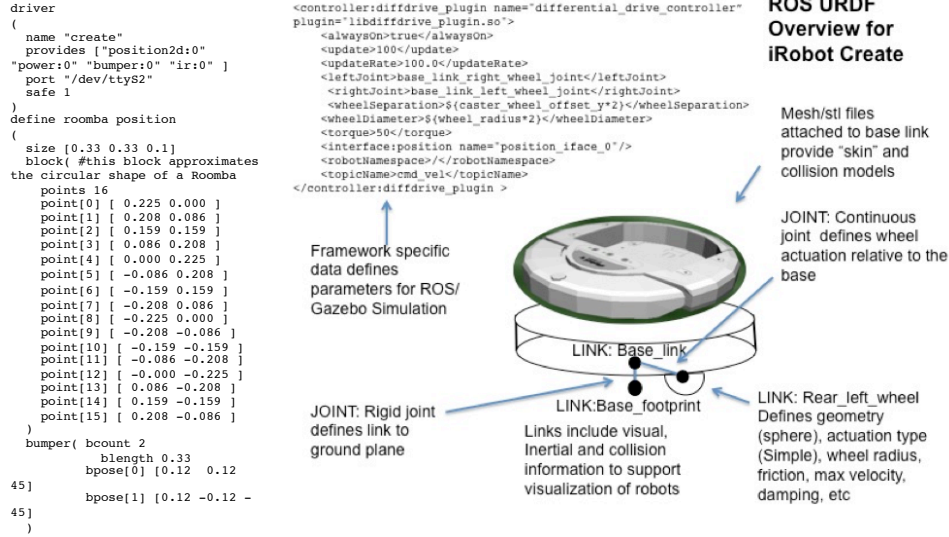 driver
(
name "create"
provides ["position2d:0"
"power:0" "bumper:0" "ir:0" ]
port "/dev/ttyS2"
safe 1
)
define roomba position
(
size [0.33 0.33 0.1]
block( #this block approximates
the circular shape of a Roomba
points 16
point[0] [ 0.225 0.000 ]
point[1] [ 0.208 0.086 ]
point[2] [ 0.159 0.159 ]
point[3] [ 0.086 0.208 ]
point[4] [ 0.000 0.225 ]
point[5] [ -0.086 0.208 ]
point[6] [ -0.159 0.159 ]
point[7] [ -0.208 0.086 ]
point[8] [ -0.225 0.000 ]
point[9] [ -0.208 -0.086 ]
point[10] [ -0.159 -0.159 ]
point[11] [ -0.086 -0.208 ]
point[12] [ -0.000 -0.225 ]
point[13] [ 0.086 -0.208 ]
point[14] [ 0.159 -0.159 ]
point[15] [ 0.208 -0.086 ]
)
bumper( bcount 2
blength 0.33
bpose[0] [0.12 0.12
45]
bpose[1] [0.12 -0.12 -
45]
)
<controller:diffdrive_plugin name="differential_drive_controller"
plugin="libdiffdrive_plugin.so">
<alwaysOn>true</alwaysOn>
<update>100</update>
<updateRate>100.0</updateRate>
<leftJoint>base_link_right_wheel_joint</leftJoint>
<rightJoint>base_link_left_wheel_joint</rightJoint>
<wheelSeparation>${caster_wheel_offset_y*2}</wheelSeparation>
<wheelDiameter>${wheel_radius*2}</wheelDiameter>
<torque>50</torque>
<interface:position name="position_iface_0"/>
<robotNamespace>/</robotNamespace>
<topicName>cmd_vel</topicName>
</controller:diffdrive_plugin >
ROS URDF
Overview for
iRobot Create
Mesh/stl files
attached to base link
provide "skin" and
collision models
JOINT: Continuous
joint defines wheel
actuation relative to the
base
Framework specific
data defines
parameters for ROS/
Gazebo Simulation
LINK: Base_link
LINK:Base_footprint
JOINT: Rigid joint
defines link to
ground plane
Links include visual,
Inertial and collision
information to support
visualization of robots
LINK: Rear_left_wheel
Defines geometry
(sphere), actuation type
(Simple), wheel radius,
friction, max velocity,
damping, etc